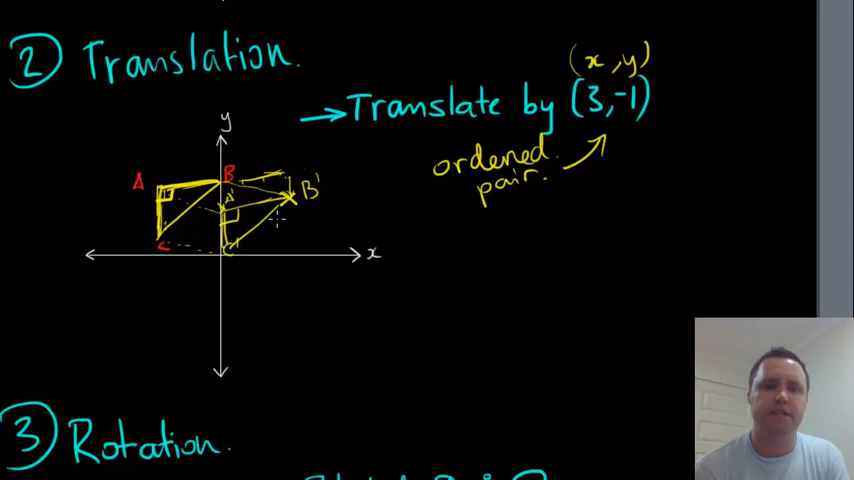 ② Translation.
(x, y)
→ Translate by (3, -1)
ordered pair.
y
A B
A' B'
C C'
x
③ Rotation.